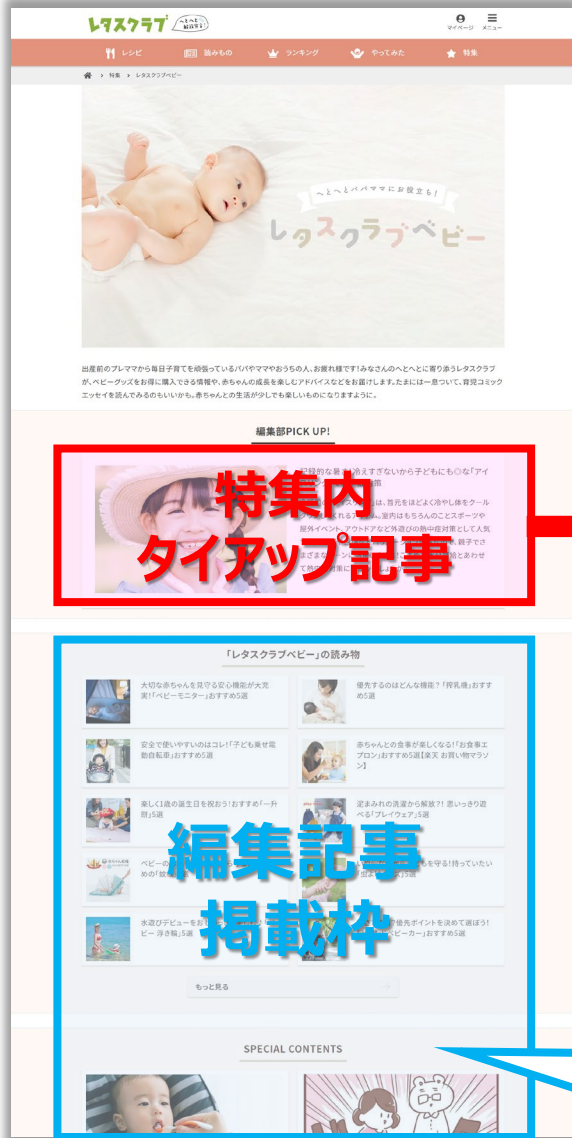 レタスクラブ
マイページ
メニュー
レシピ
読みもの
ランキング
やってみた
特集
特集 > レタスクラブベビー
へとへとパパママにお役立ち!
レタスクラブベビー
出産前のプレママから毎日子育てを頑張っているパパやママやおうちの人、お疲れ様です!みなさんのへとへとに寄り添うレタスクラブ
が、ベビーグッズをお得に購入できる情報や、赤ちゃんの成長を楽しむアドバイスなどをお届けします。たまには一息ついて、育児コミック
エッセイを読んでみるのもいいかも。赤ちゃんとの生活が少しでも楽しいものになりますように。
編集部PICK UP!
特集内
タイアップ記事
「レタスクラブベビー」の読み物
大切な赤ちゃんを見守る安心機能が大充
実!「ベビーモニター」おすすめ5選
優先するのはどんな機能?「搾乳機」おすす
め5選
安全で使いやすいのはコレ!「子ども乗せ電
動自転車」おすすめ5選
赤ちゃんとの食事が楽しくなる!「お食事エ
プロン」おすすめ5選【楽天 お買い物マラソ
ン】
楽しく1歳の誕生日を祝おう!おすすめ「一升
餅」5選
泥まみれの洗濯から解放?! 思いっきり遊
べる「プレイウェア」5選
編集記事
掲載枠
もっと見る
SPECIAL CONTENTS